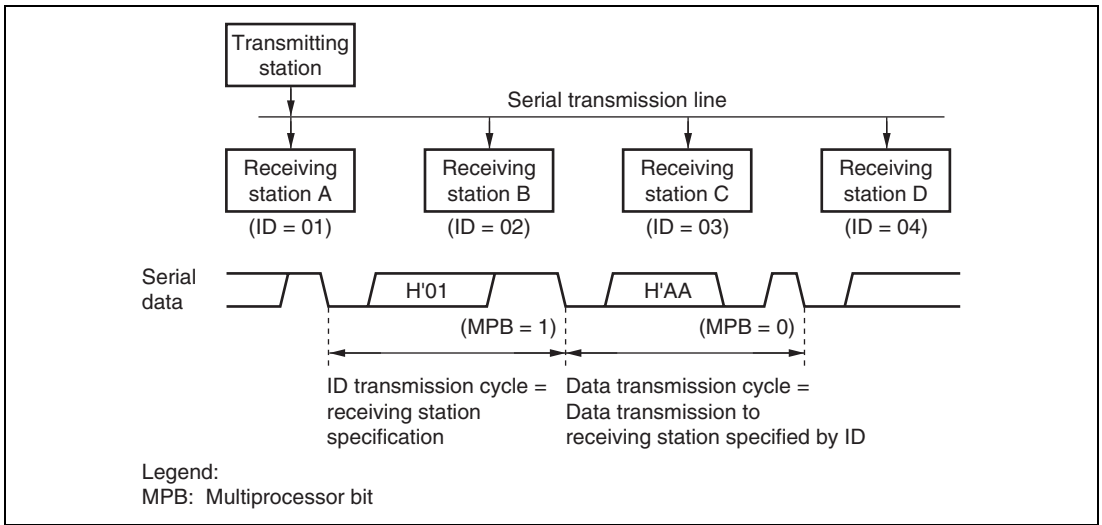 Transmitting
station
Serial transmission line
Receiving
station A
Receiving
station B
Receiving
station C
Receiving
station D
(ID = 01)
(ID = 02)
(ID = 03)
(ID = 04)
Serial
data
H'01
H'AA
(MPB = 1)
(MPB = 0)
ID transmission cycle =
receiving station
specification
Data transmission cycle =
Data transmission to
receiving station specified by ID
Legend:
MPB: Multiprocessor bit